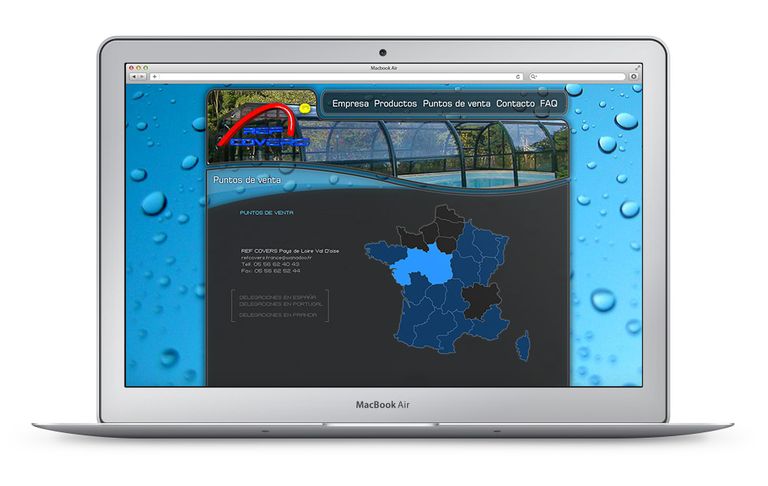 Macbook Air
Empresa Productos Puntos de venta Contacto FAQ
REF
COVERS
Puntos de venta
PUNTOS DE VENTA
REF COVERS Pays de Loire Val D'oise
refcovers.france@wanadoo.fr
Telf: 05 56 62 40 43
Fax: 05 56 62 52 44
DELEGACIONES EN ESPAÑA
DELEGACIONES EN PORTUGAL
DELEGACIONES EN FRANCIA
MacBook Air